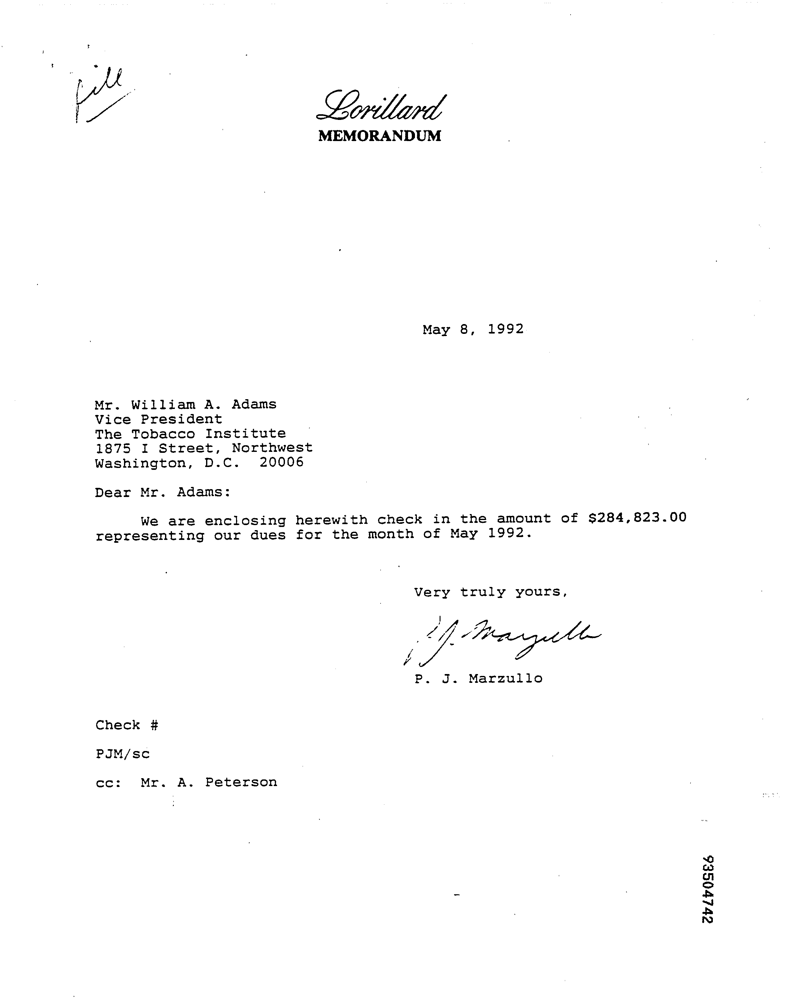 file
Lorillard
MEMORANDUM
May 8, 1992
Mr. William A. Adams
Vice President
The Tobacco Institute
1875 I Street, Northwest
Washington, D.C.  20006
Dear Mr. Adams:
We are enclosing herewith check in the amount of $284,823.00
representing our dues for the month of May 1992.
Very truly yours,
P. J. Marzullo
P. J. Marzullo
Check #
PJM/sc
cc:  Mr. A. Peterson
93504742